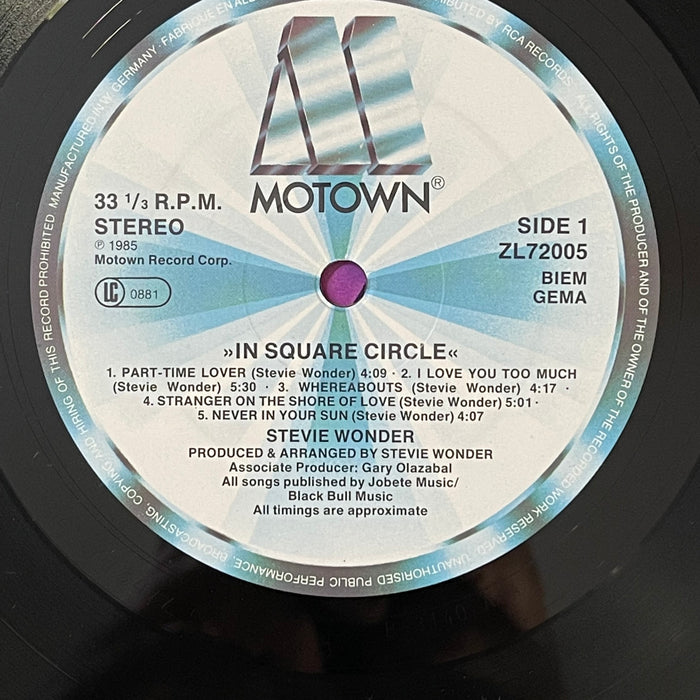 MOTOWN®
33 1/3 R.P.M.
STEREO
℗ 1985
Motown Record Corp.
LC 0881
SIDE 1
ZL72005
BIEM
GEMA
»IN SQUARE CIRCLE«
1. PART-TIME LOVER (Stevie Wonder) 4:09 · 2. I LOVE YOU TOO MUCH
(Stevie Wonder) 5:30 · 3. WHEREABOUTS (Stevie Wonder) 4:17 ·
4. STRANGER ON THE SHORE OF LOVE (Stevie Wonder) 5:01 ·
5. NEVER IN YOUR SUN (Stevie Wonder) 4:07
STEVIE WONDER
PRODUCED & ARRANGED BY STEVIE WONDER
Associate Producer: Gary Olazabal
All songs published by Jobete Music/
Black Bull Music
All timings are approximate
RCA RECORDS. ALL RIGHTS OF THE PRODUCER AND OF THE OWNER OF THE RECORDED WORK RESERVED. UNAUTHORISED PUBLIC PERFORMANCE, BROADCASTING, COPYING AND HIRING OF THIS RECORD PROHIBITED. MANUFACTURED IN W. GERMANY · FABRIQUÉ EN ALL